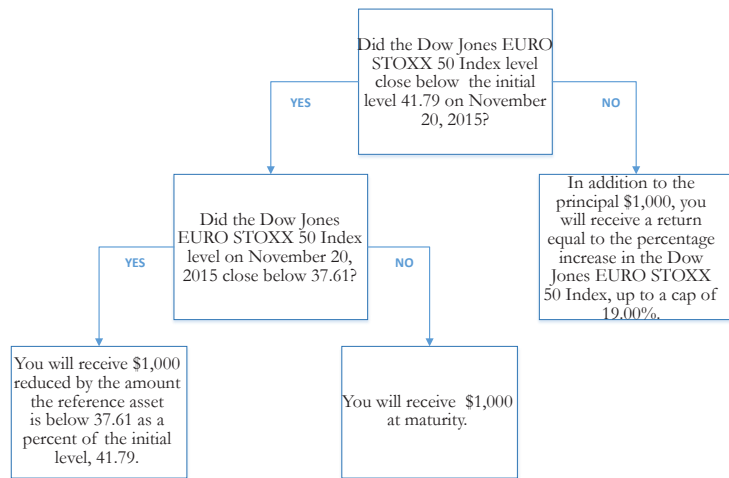 Did the Dow Jones EURO
STOXX 50 Index level
close below the initial
level 41.79 on November
20, 2015?
YES
NO
Did the Dow Jones
EURO STOXX 50 Index
level on November 20,
2015 close below 37.61?
In addition to the
principal $1,000, you
will receive a return
equal to the percentage
increase in the Dow
Jones EURO STOXX
50 Index, up to a cap of
19.00%.
YES
NO
You will receive $1,000
reduced by the amount
the reference asset
is below 37.61 as a
percent of the initial
level, 41.79.
You will receive $1,000
at maturity.